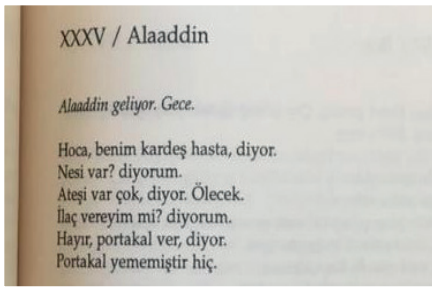 XXXV / Alaaddin
Alaaddin geliyor. Gece.
Hoca, benim kardeş hasta, diyor.
Nesi var? diyorum.
Ateşi var çok, diyor. Ölecek.
İlaç vereyim mi? diyorum.
Hayır, portakal ver, diyor.
Portakal yememiştir hiç.